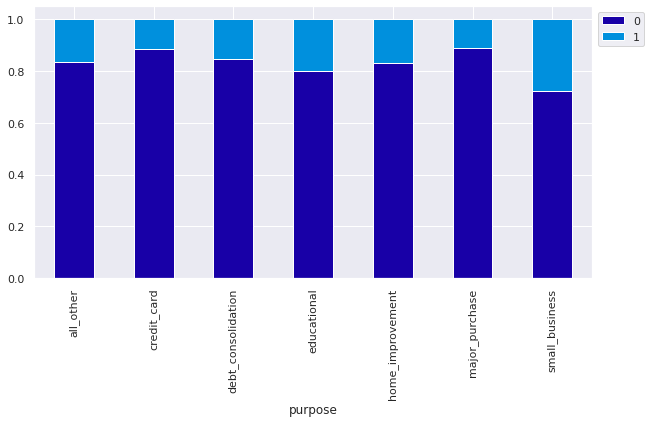 1.0
0.8
0.6
0.4
0.2
0.0
0
1
all_other
credit_card
debt_consolidation
educational
home_improvement
major_purchase
small_business
purpose